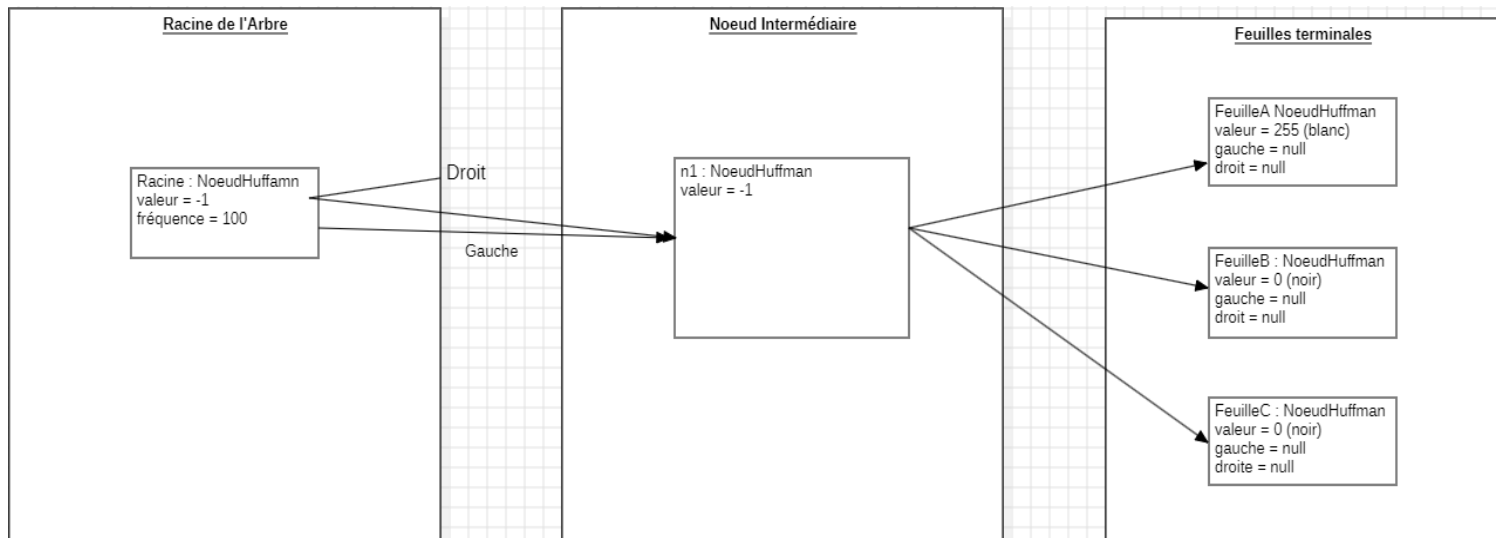 Racine de l'Arbre
Racine : NoeudHuffamn
valeur = -1
fréquence = 100
Droit
Gauche
Noeud Intermédiaire
n1 : NoeudHuffman
valeur = -1
Feuilles terminales
FeuilleA NoeudHuffman
valeur = 255 (blanc)
gauche = null
droit = null
FeuilleB : NoeudHuffman
valeur = 0 (noir)
gauche = null
droit = null
FeuilleC : NoeudHuffman
valeur = 0 (noir)
gauche = null
droite = null